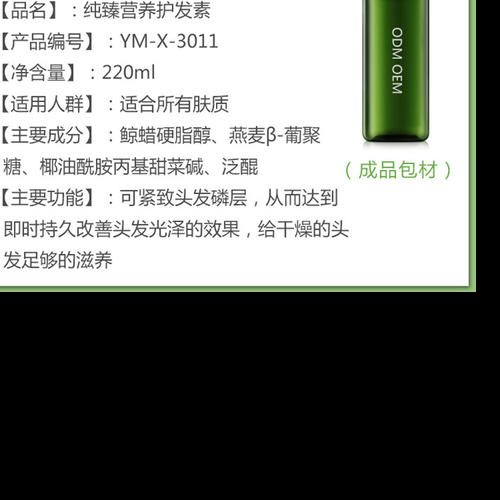 【品名】：纯臻营养护发素
【产品编号】：YM-X-3011
【净含量】：220ml
【适用人群】：适合所有肤质
【主要成分】：鲸蜡硬脂醇、燕麦β-葡聚
糖、椰油酰胺丙基甜菜碱、泛醌
【主要功能】：可紧致头发磷层，从而达到
即时持久改善头发光泽的效果，给干燥的头
发足够的滋养
ODM OEM
（成品包材）